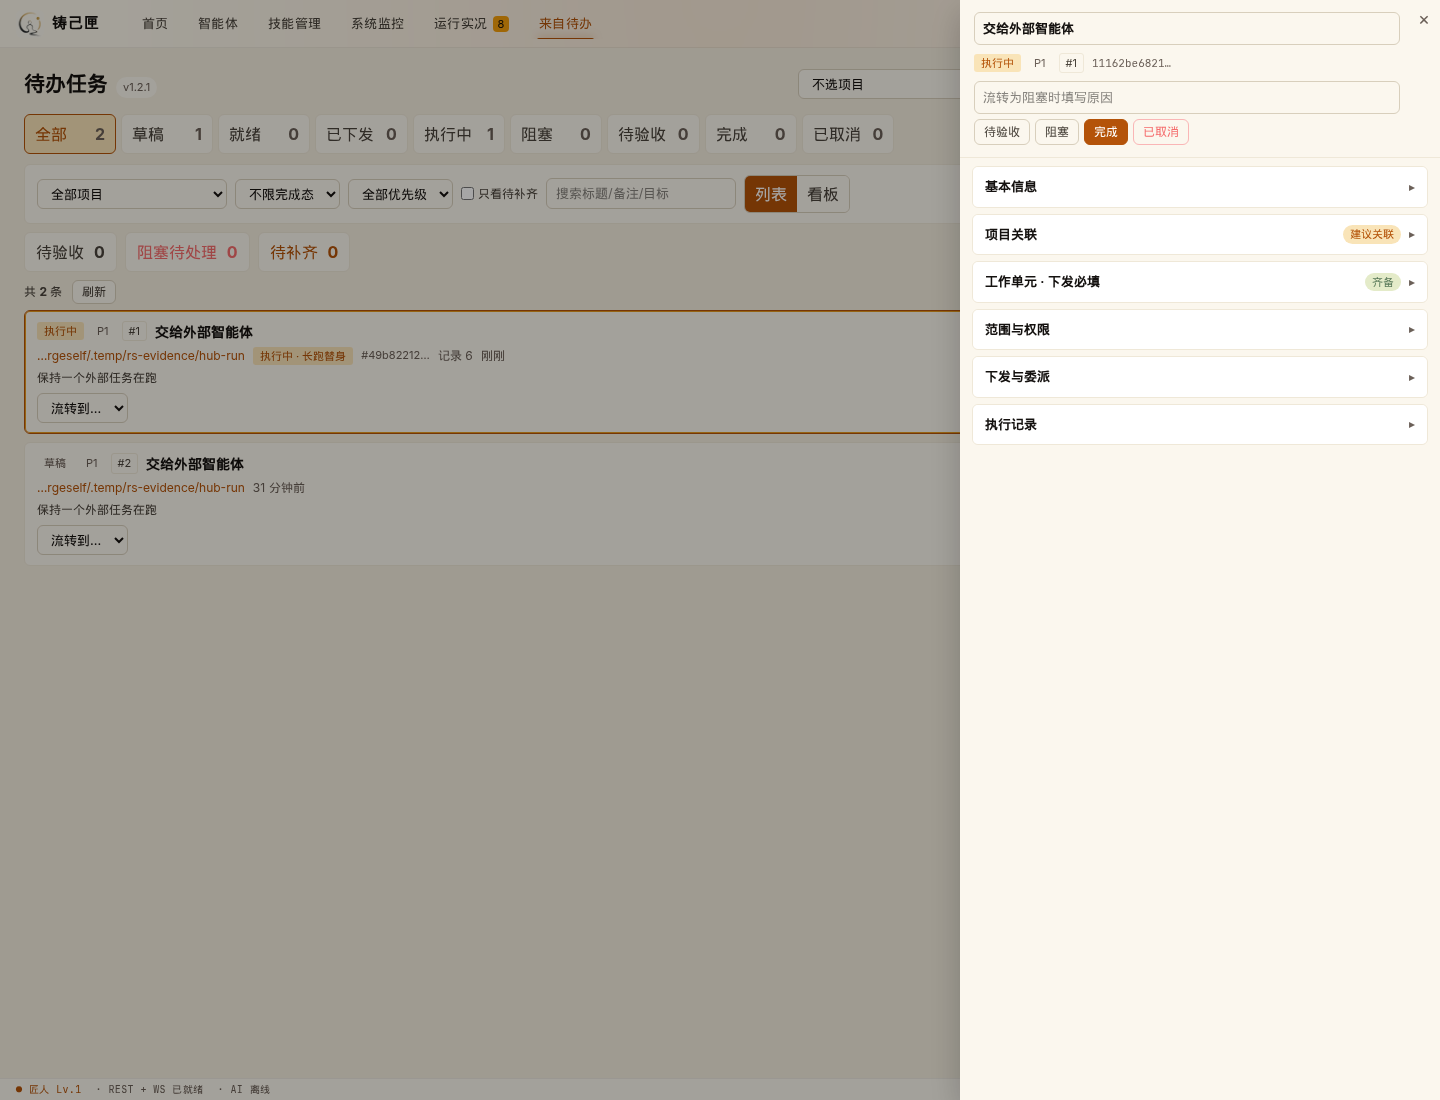 铸己匣 首页 智能体 技能管理 系统监控 运行实况 8 来自待办
待办任务 v1.2.1 不选项目
全部 2 草稿 1 就绪 0 已下发 0 执行中 1 阻塞 0 待验收 0 完成 0 已取消 0
全部项目 不限完成态 全部优先级 只看待补齐 搜索标题/备注/目标 列表 看板
待验收 0 阻塞待处理 0 待补齐 0
共 2 条 刷新
执行中 P1 #1 交给外部智能体
...rgeself/.temp/rs-evidence/hub-run 执行中 · 长跑替身 #49b82212... 记录 6 刚刚
保持一个外部任务在跑
流转到...
草稿 P1 #2 交给外部智能体
...rgeself/.temp/rs-evidence/hub-run 31 分钟前
保持一个外部任务在跑
流转到...
匠人 Lv.1 · REST + WS 已就绪 · AI 离线
交给外部智能体 ×
执行中 P1 #1 11162be6821…
流转为阻塞时填写原因
待验收 阻塞 完成 已取消
基本信息 ▸
项目关联 建议关联 ▸
工作单元 · 下发必填 齐备 ▸
范围与权限 ▸
下发与委派 ▸
执行记录 ▸